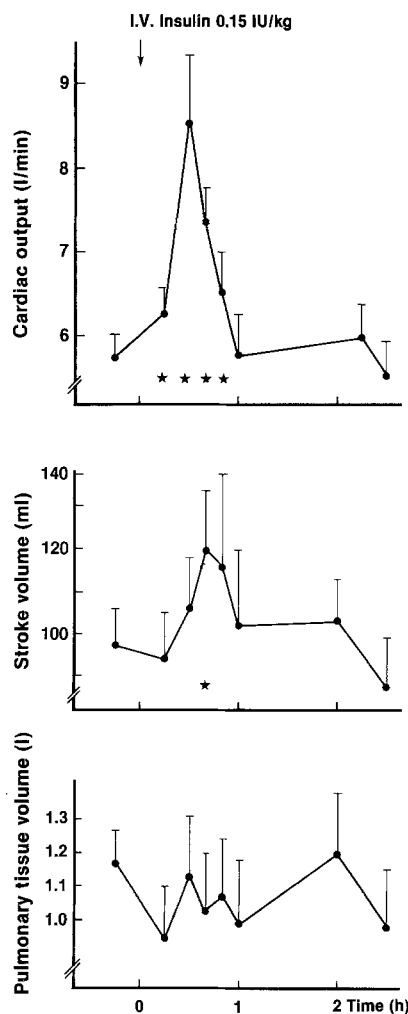 I.V. Insulin 0.15 IU/kg
Cardiac output (l/min)
9
8
7
6
★ ★ ★ ★
Stroke volume (ml)
140
120
100
★
Pulmonary tissue volume (l)
1.3
1.2
1.1
1.0
0 1 2 Time (h)